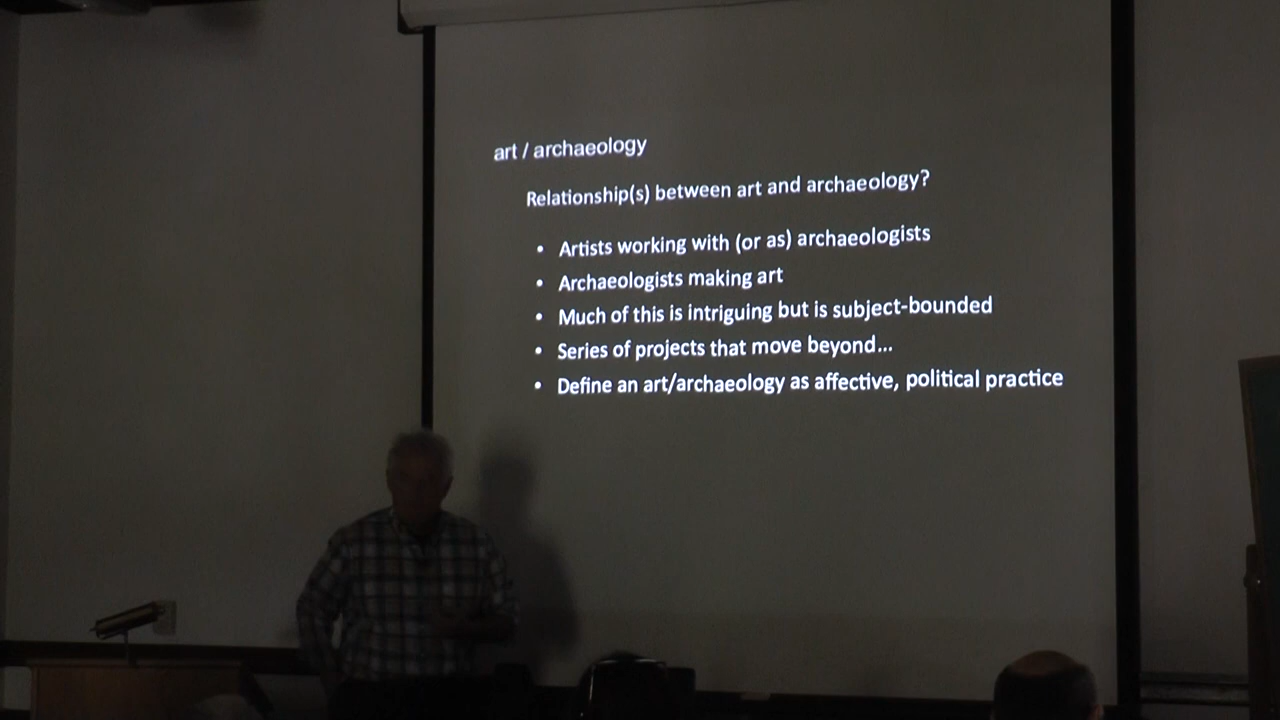 art / archaeology
Relationship(s) between art and archaeology?
• Artists working with (or as) archaeologists
• Archaeologists making art
• Much of this is intriguing but is subject-bounded
• Series of projects that move beyond...
• Define an art/archaeology as affective, political practice